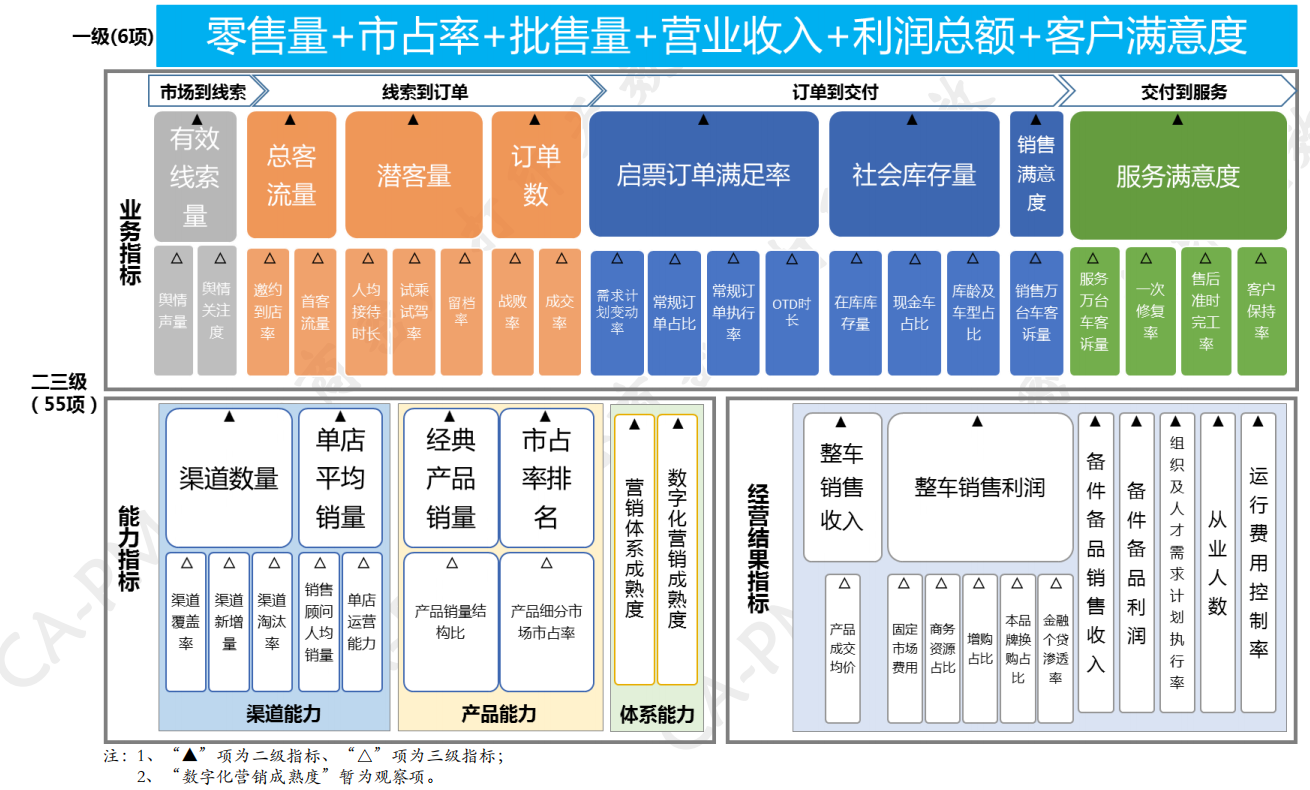 一级(6项)
零售量+市占率+批售量+营业收入+利润总额+客户满意度
市场到线索
线索到订单
订单到交付
交付到服务
业务指标
▲
有效
线索
量
▲
总客
流量
▲
潜客量
▲
订单
数
▲
启票订单满足率
▲
社会库存量
▲
销售
满意
度
▲
服务满意度
△
舆情
声量
△
舆情
关注
度
△
邀约
到店
率
△
首客
流量
△
人均
接待
时长
△
试乘
试驾
率
△
留档
率
△
战败
率
△
成交
率
△
需求计
划变动
率
△
常规订
单占比
△
常规订
单执行
率
△
OTD时
长
△
在库库
存量
△
现金车
占比
△
库龄及
车型占
比
△
销售万
台车客
诉量
△
服务
万台
车客
诉量
△
一次
修复
率
△
售后
准时
完工
率
△
客户
保持
率
二三级
（55项）
能力指标
▲
渠道数量
▲
单店
平均
销量
△
渠道
覆盖
率
△
渠道
新增
量
△
渠道
淘汰
率
△
销售
顾问
人均
销量
△
单店
运营
能力
渠道能力
▲
经典
产品
销量
▲
市占
率排
名
△
产品销量结
构比
△
产品细分市
场市占率
产品能力
▲
营销体系成熟度
▲
数字化营销成熟度
体系能力
经营结果指标
▲
整车
销售
收入
▲
整车销售利润
△
产品
成交
均价
△
固定
市场
费用
△
商务
资源
占比
△
增购
占比
△
本品
牌换
购占
比
△
金融
个贷
渗透
率
▲
备件备品销售收入
▲
备件备品利润
▲
组织及人才需求计划执行率
▲
从业人数
▲
运行费用控制率
注：1、“▲”项为二级指标、“△”项为三级指标；
2、“数字化营销成熟度”暂为观察项。
CA-PM
CA-PM